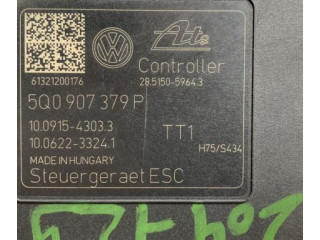 Ate
61321200176
Controller
28.5150-5964.3
5Q0 907 379 P
10.0915-4303.3
10.0622-3324.1
TT1
H75/S434
MADE IN HUNGARY
Steuergeraet ESC